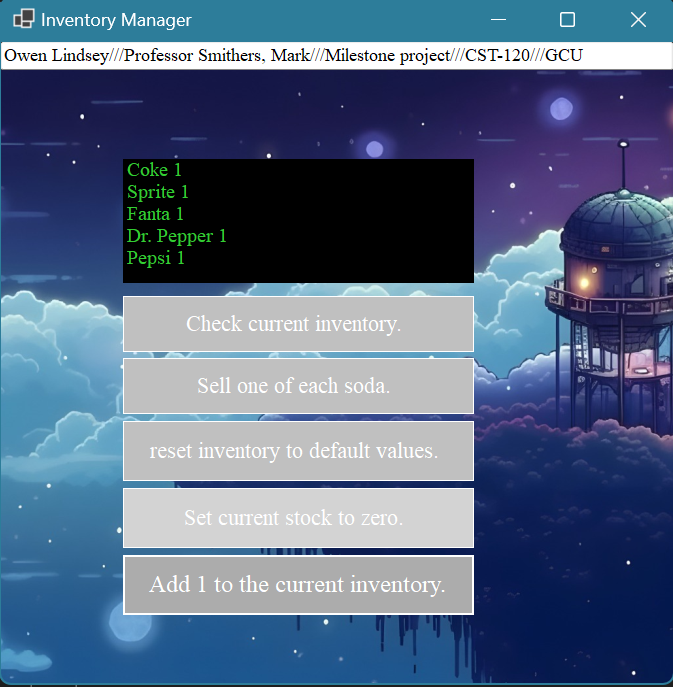 Inventory Manager
Owen Lindsey///Professor Smithers, Mark///Milestone project///CST-120///GCU
Coke 1
Sprite 1
Fanta 1
Dr. Pepper 1
Pepsi 1
Check current inventory.
Sell one of each soda.
reset inventory to default values.
Set current stock to zero.
Add 1 to the current inventory.